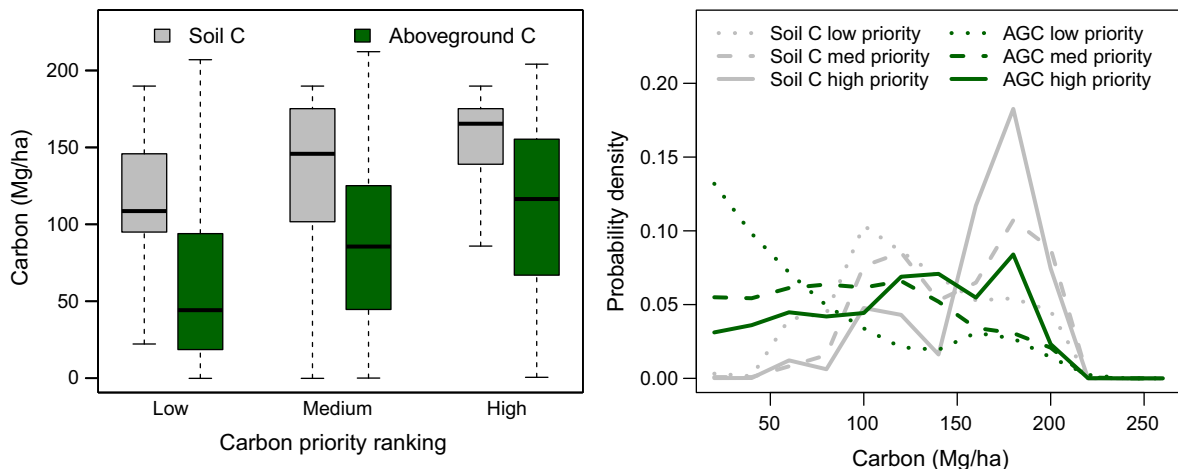 Soil C
Aboveground C
Carbon (Mg/ha)
200
150
100
50
0
Low
Medium
High
Carbon priority ranking
Soil C low priority
Soil C med priority
Soil C high priority
AGC low priority
AGC med priority
AGC high priority
Probability density
0.20
0.15
0.10
0.05
0.00
50
100
150
200
250
Carbon (Mg/ha)